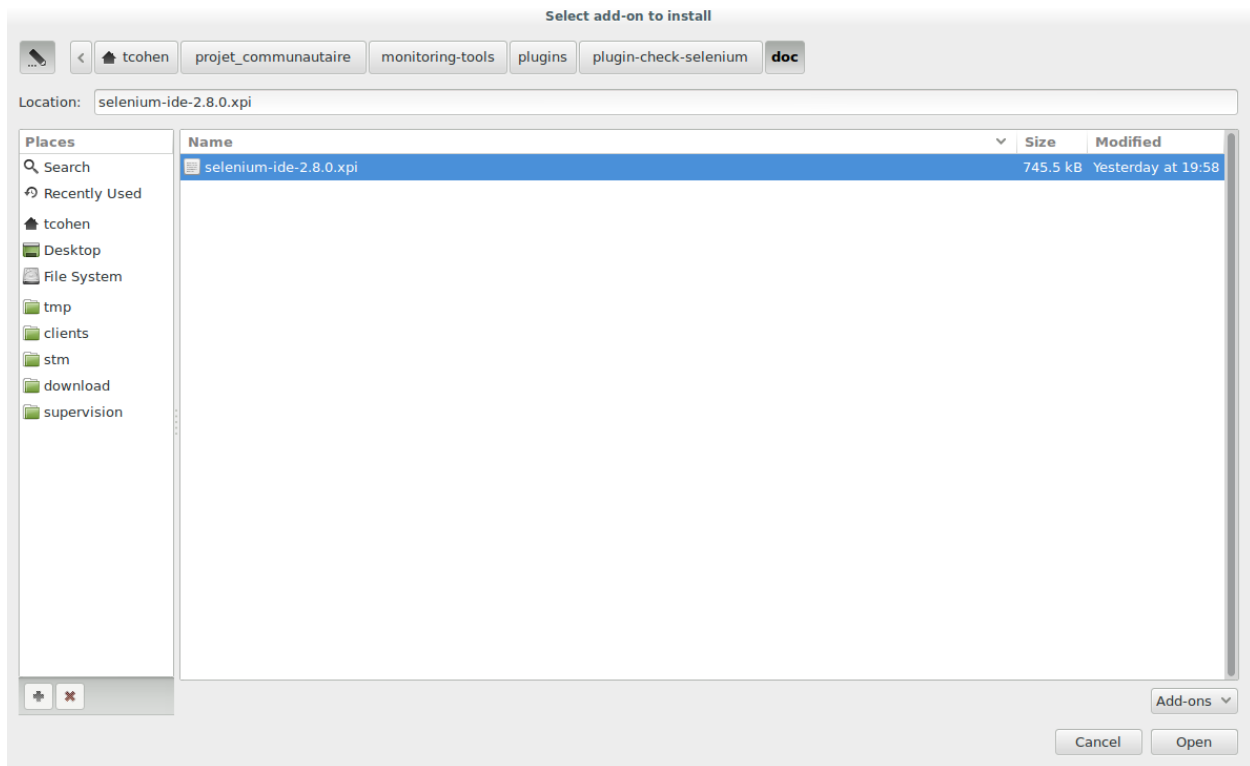 Select add-on to install
< tcohen projet_communautaire monitoring-tools plugins plugin-check-selenium doc
Location: selenium-ide-2.8.0.xpi
Places Name Size Modified
Search selenium-ide-2.8.0.xpi 745.5 kB Yesterday at 19:58
Recently Used
tcohen
Desktop
File System
tmp
clients
stm
download
supervision
Add-ons
Cancel Open